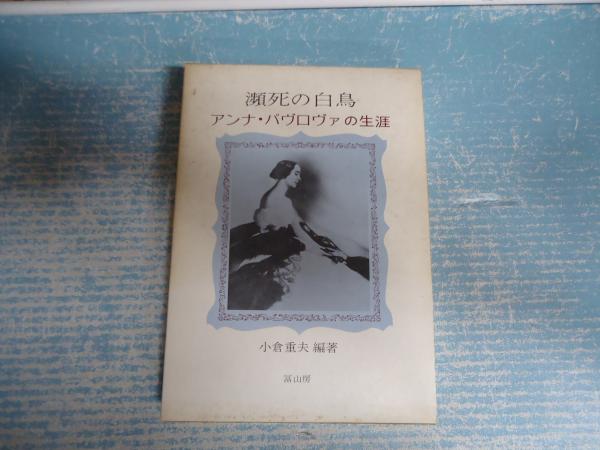 瀕死の白鳥
アンナ・パヴロヴァの生涯
小倉重夫 編著
冨山房